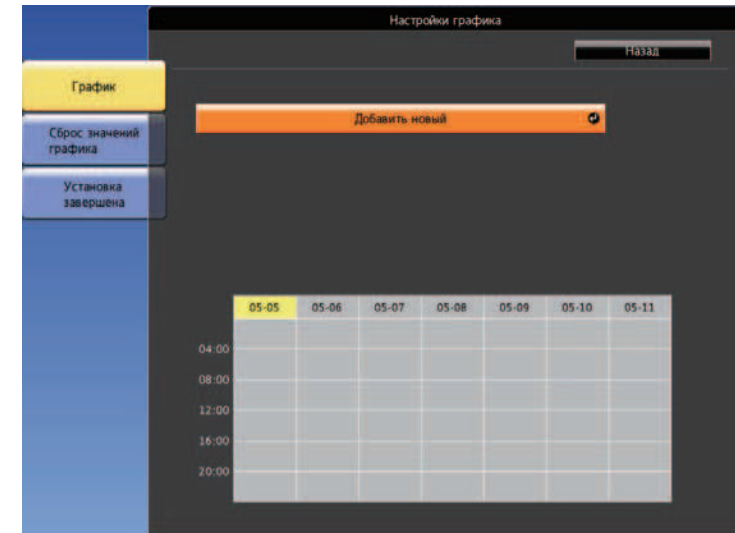 Настройки графика
Назад
График
Добавить новый
Сброс значений
графика
Установка
завершена
05-05 05-06 05-07 05-08 05-09 05-10 05-11
04:00
08:00
12:00
16:00
20:00